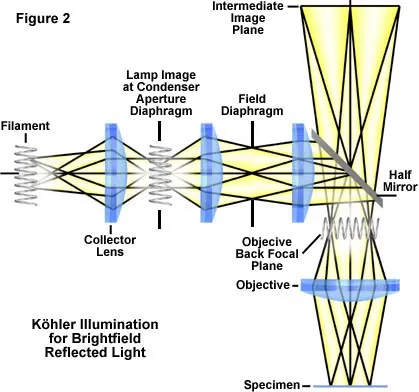 Figure 2
Intermediate
Image
Plane
Lamp Image
at Condenser
Aperture
Diaphragm
Field
Diaphragm
Filament
Half
Mirror
Collector
Lens
Objecive
Back Focal
Plane
Objective
Köhler Illumination
for Brightfield
Reflected Light
Specimen